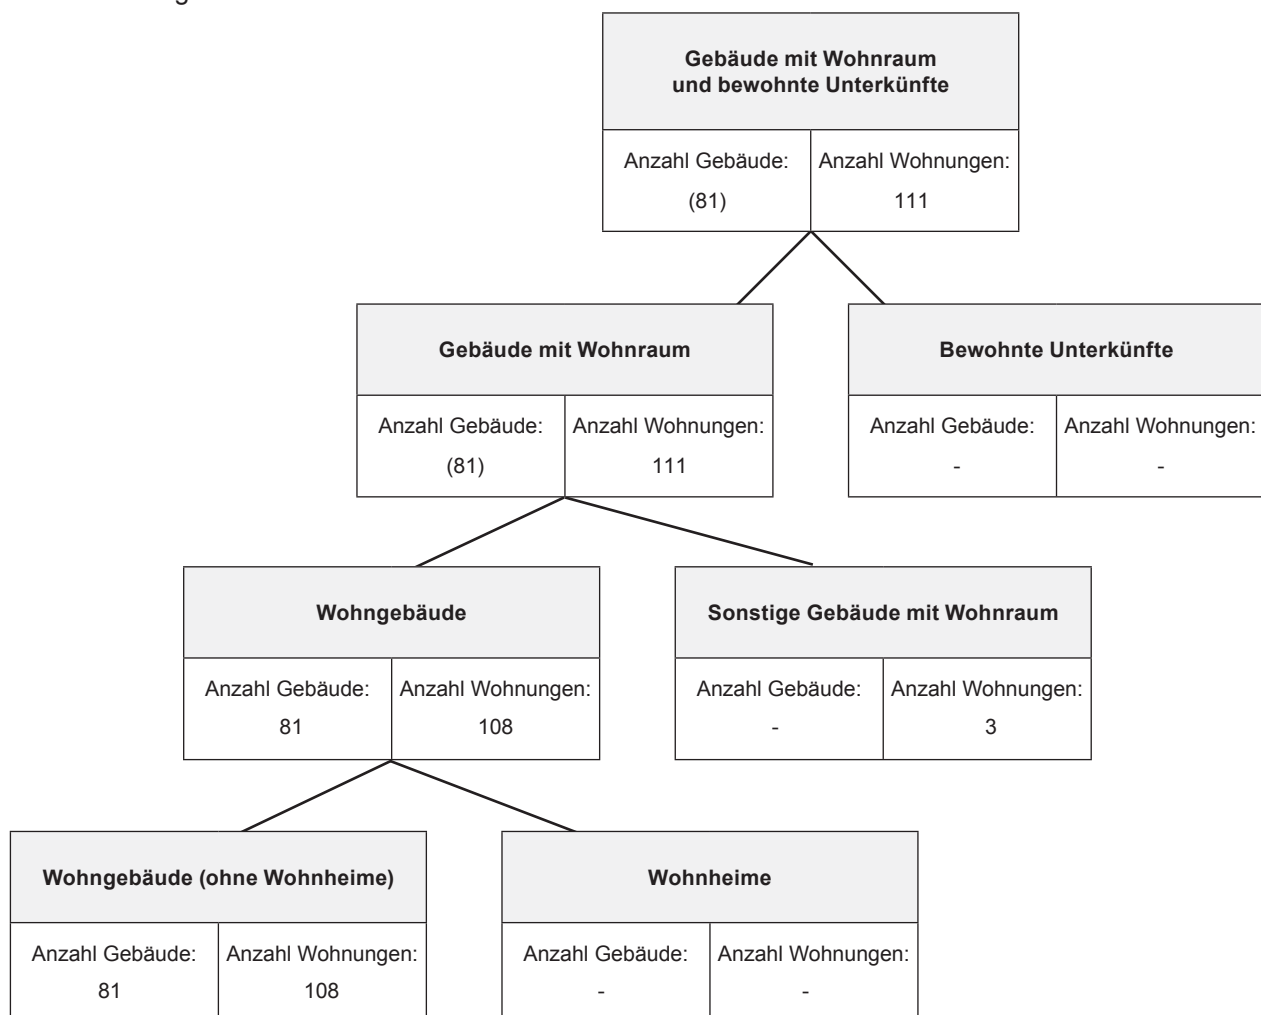 Gebäude mit Wohnraum
und bewohnte Unterkünfte
Anzahl Gebäude: Anzahl Wohnungen:
(81) 111
Gebäude mit Wohnraum
Bewohnte Unterkünfte
Anzahl Gebäude: Anzahl Wohnungen:
(81) 111
Anzahl Gebäude: Anzahl Wohnungen:
- -
Wohngebäude
Sonstige Gebäude mit Wohnraum
Anzahl Gebäude: Anzahl Wohnungen:
81 108
Anzahl Gebäude: Anzahl Wohnungen:
- 3
Wohngebäude (ohne Wohnheime)
Wohnheime
Anzahl Gebäude: Anzahl Wohnungen:
81 108
Anzahl Gebäude: Anzahl Wohnungen:
- -